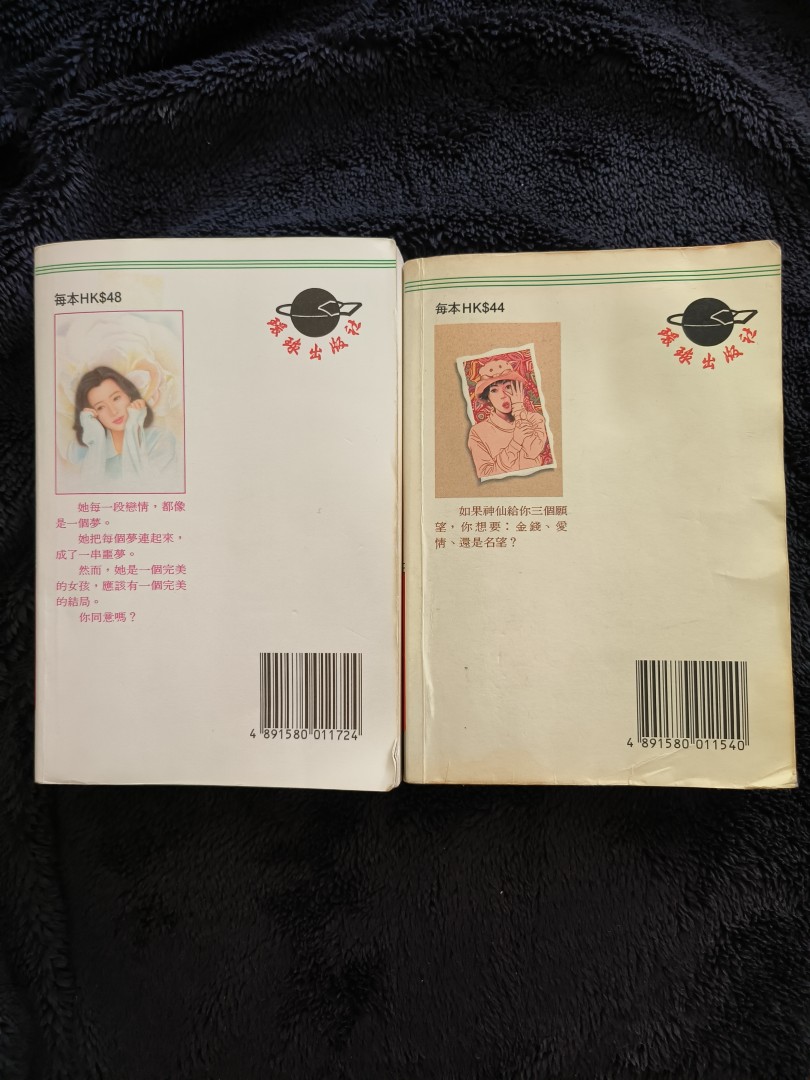 每本HK$48
環球出版社
她每一段戀情，都像
是一個夢。
她把每個夢連起來，
成了一串噩夢。
然而，她是一個完美
的女孩，應該有一個完美
的結局。
你同意嗎？
4 891580 011724
每本HK$44
環球出版社
如果神仙給你三個願
望，你想要：金錢、愛
情、還是名望？
4 891580 011540